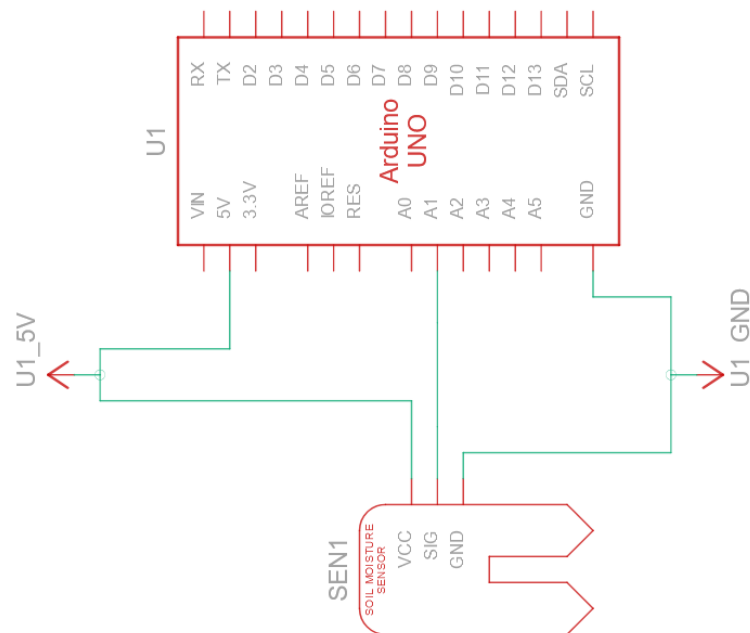 RX
TX
D2
D3
D4
D5
D6
D7
D8
D9
D10
D11
D12
D13
SDA
SCL
U1
Arduino
UNO
VIN
5V
3.3V
AREF
IOREF
RES
A0
A1
A2
A3
A4
A5
GND
U1_5V
U1_GND
SEN1
SOIL MOISTURE
SENSOR
VCC
SIG
GND